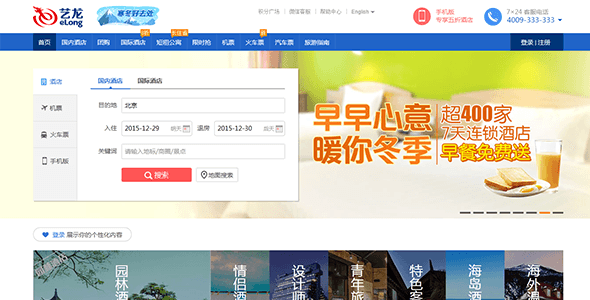 艺龙
eLong
寒冬好去处
积分广场 微信客服 帮助中心 English
手机版
专享五折酒店
7×24 客服电话
4009-333-333
首页 国内酒店 团购 国际酒店 短租公寓 限时抢 机票 火车票 汽车票 旅游指南
登录 | 注册
酒店
机票
火车票
手机版
国内酒店 国际酒店
目的地 北京
入住 2015-12-29 明天 退房 2015-12-30 后天
关键词 请输入地标/商圈/景点
搜索 地图搜索
早早心意
暖你冬季
超400家
7天连锁酒店
早餐免费送
登录 展示你的个性化内容
园林酒
情侣酒
设计师
青年旅
特色客
海岛酒
海外温